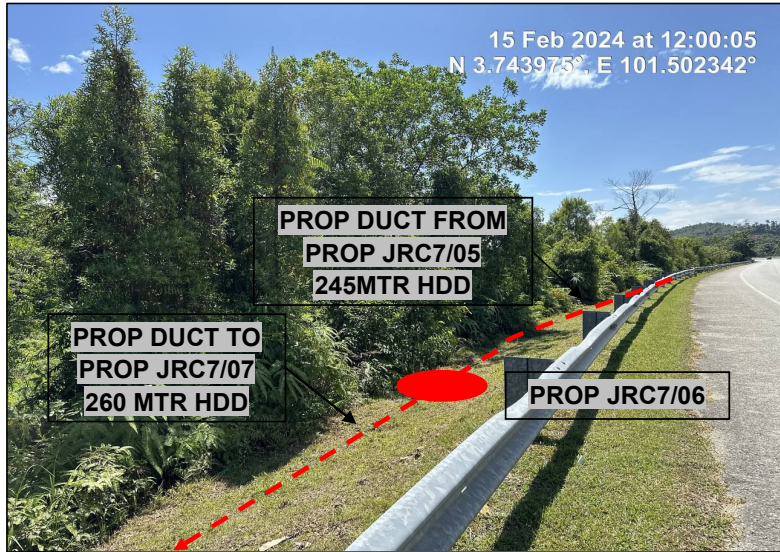 15 Feb 2024 at 12:00:05
N 3.743975°, E 101.502342°
PROP DUCT FROM
PROP JRC7/05
245MTR HDD
PROP DUCT TO
PROP JRC7/07
260 MTR HDD
PROP JRC7/06